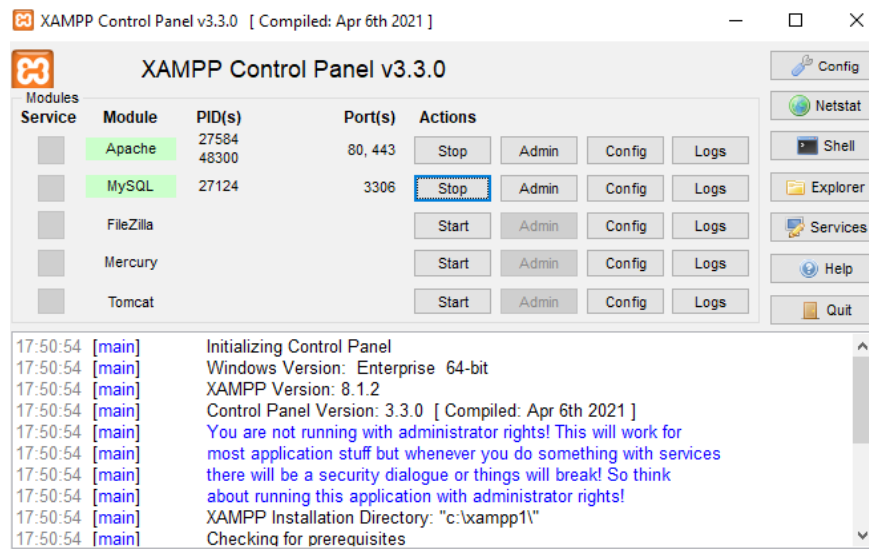 XAMPP Control Panel v3.3.0 [ Compiled: Apr 6th 2021 ]
XAMPP Control Panel v3.3.0
Config
Modules
Service Module PID(s) Port(s) Actions
Netstat
Apache 27584 48300 80, 443 Stop Admin Config Logs
Shell
MySQL 27124 3306 Stop Admin Config Logs
Explorer
FileZilla Start Admin Config Logs
Services
Mercury Start Admin Config Logs
Help
Tomcat Start Admin Config Logs
Quit
17:50:54 [main] Initializing Control Panel
17:50:54 [main] Windows Version: Enterprise 64-bit
17:50:54 [main] XAMPP Version: 8.1.2
17:50:54 [main] Control Panel Version: 3.3.0 [ Compiled: Apr 6th 2021 ]
17:50:54 [main] You are not running with administrator rights! This will work for
17:50:54 [main] most application stuff but whenever you do something with services
17:50:54 [main] there will be a security dialogue or things will break! So think
17:50:54 [main] about running this application with administrator rights!
17:50:54 [main] XAMPP Installation Directory: "c:\xampp1\"
17:50:54 [main] Checking for prerequisites